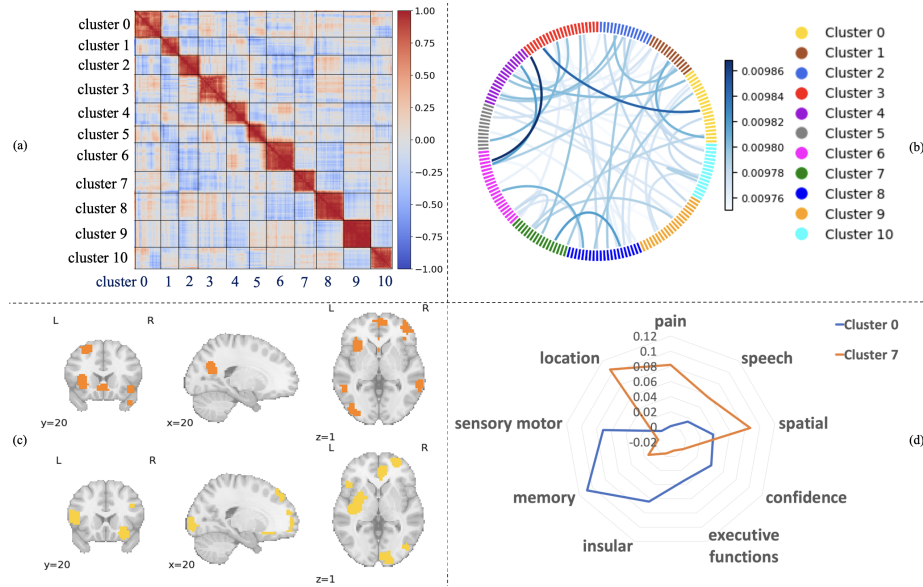 (a)
cluster 0
cluster 1
cluster 2
cluster 3
cluster 4
cluster 5
cluster 6
cluster 7
cluster 8
cluster 9
cluster 10
cluster 0 1 2 3 4 5 6 7 8 9 10
1.00
0.75
0.50
0.25
0.00
−0.25
−0.50
−0.75
−1.00
(b)
0.00986
0.00984
0.00982
0.00980
0.00978
0.00976
Cluster 0
Cluster 1
Cluster 2
Cluster 3
Cluster 4
Cluster 5
Cluster 6
Cluster 7
Cluster 8
Cluster 9
Cluster 10
(c)
L R
y=20
x=20
L R
z=1
L R
y=20
x=20
L R
z=1
(d)
Cluster 0
Cluster 7
pain
speech
spatial
confidence
executive
functions
insular
memory
sensory motor
location
0.12
0.1
0.08
0.06
0.04
0.02
0
-0.02